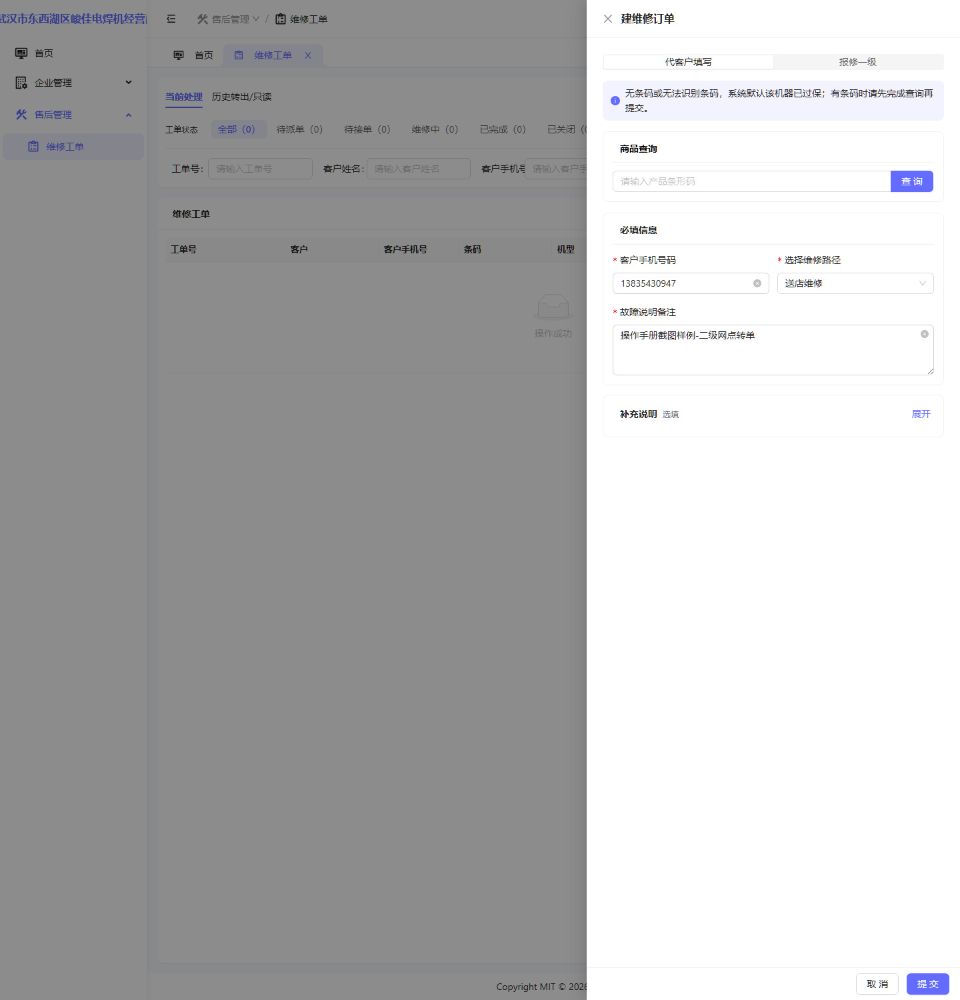 武汉市东西湖区峻佳电焊机经营
首页
企业管理
售后管理
维修工单
售后管理 / 维修工单
首页 维修工单
当前处理 历史转出/只读
工单状态 全部（0） 待派单（0） 待接单（0） 维修中（0） 已完成（0） 已关闭
工单号： 请输入工单号 客户姓名： 请输入客户姓名 客户手机号 请输入客户手
维修工单
工单号 客户 客户手机号 条码 机型
操作成功
Copyright MIT © 2026
建维修订单
代客户填写 报修一级
无条码或无法识别条码，系统默认该机器已过保；有条码时请先完成查询再
提交。
商品查询
请输入产品条形码 查 询
必填信息
* 客户手机号码 * 选择维修路径
13835430947 送店维修
* 故障说明备注
操作手册截图样例-二级网点转单
补充说明 选填 展开
取 消 提 交